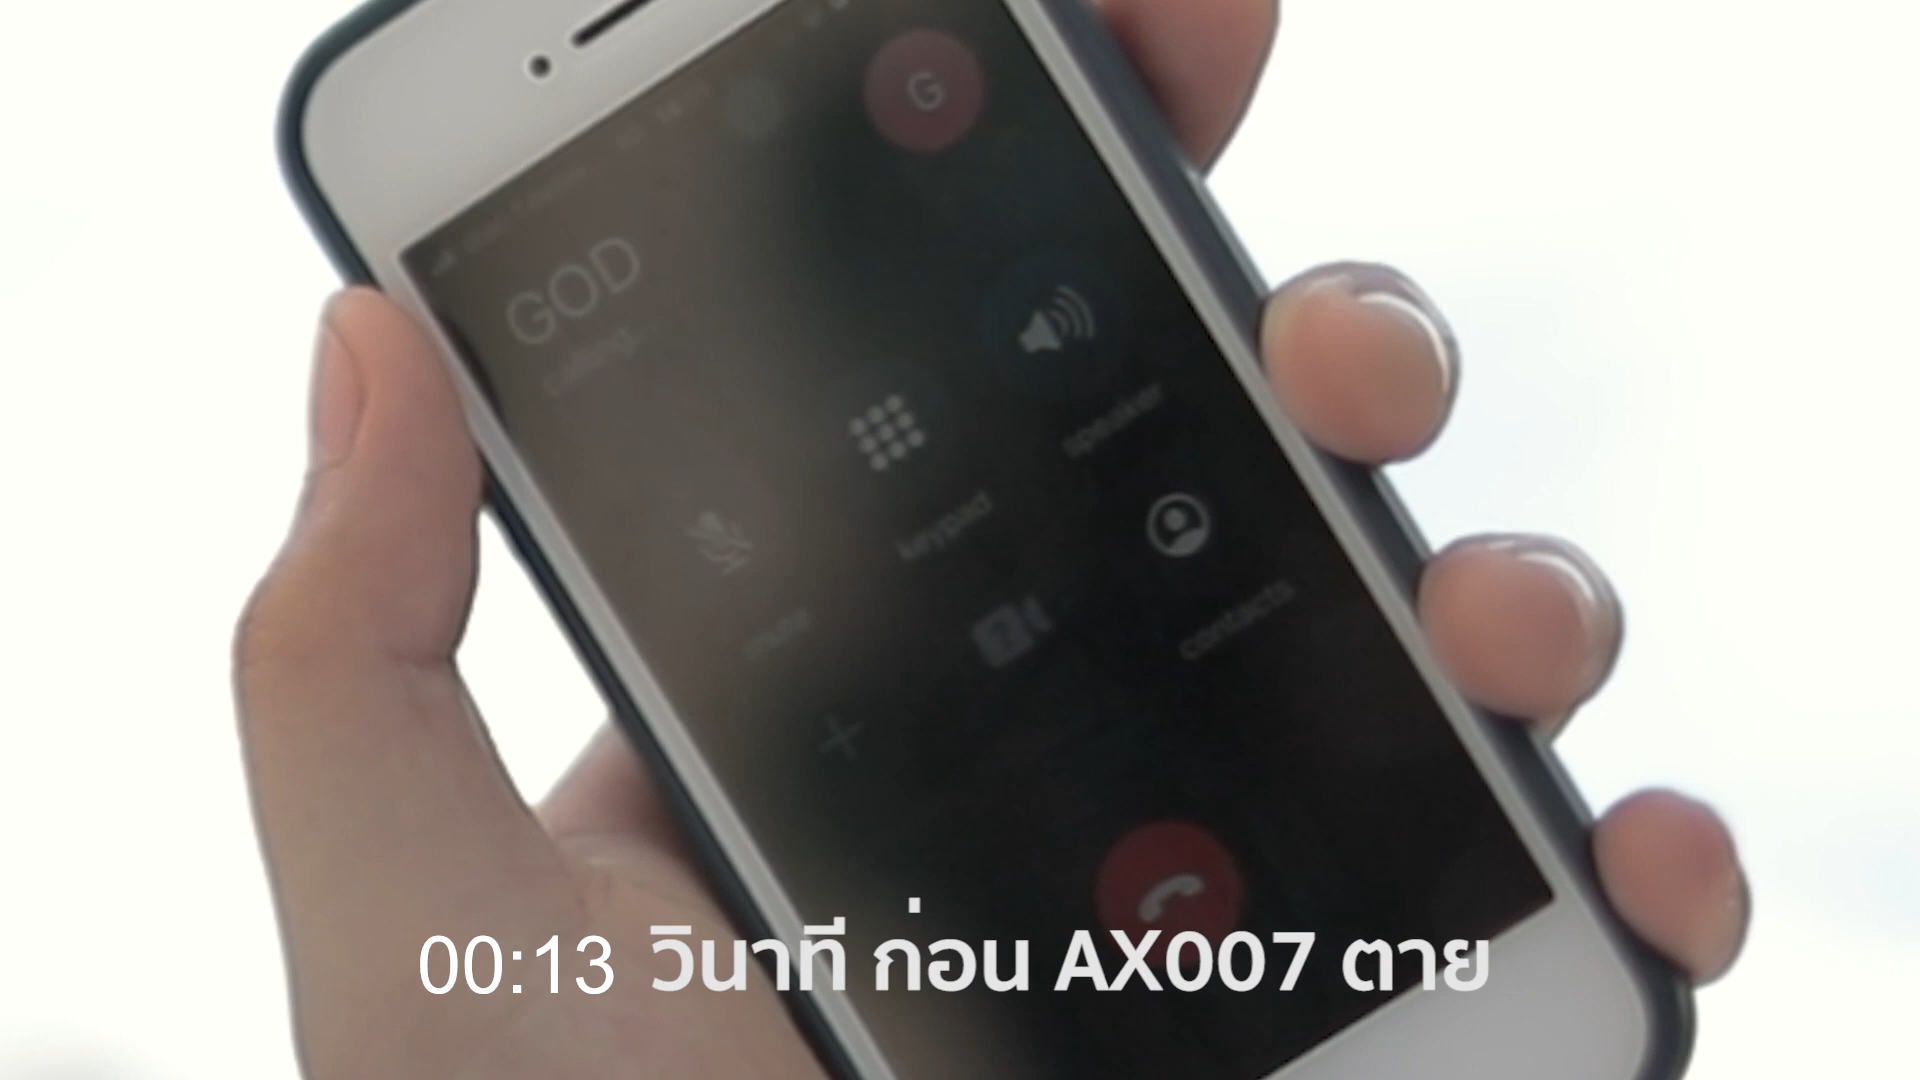 G
GOD
calling...
speaker
keypad
contacts
mute
00:13 วินาที ก่อน AX007 ตาย